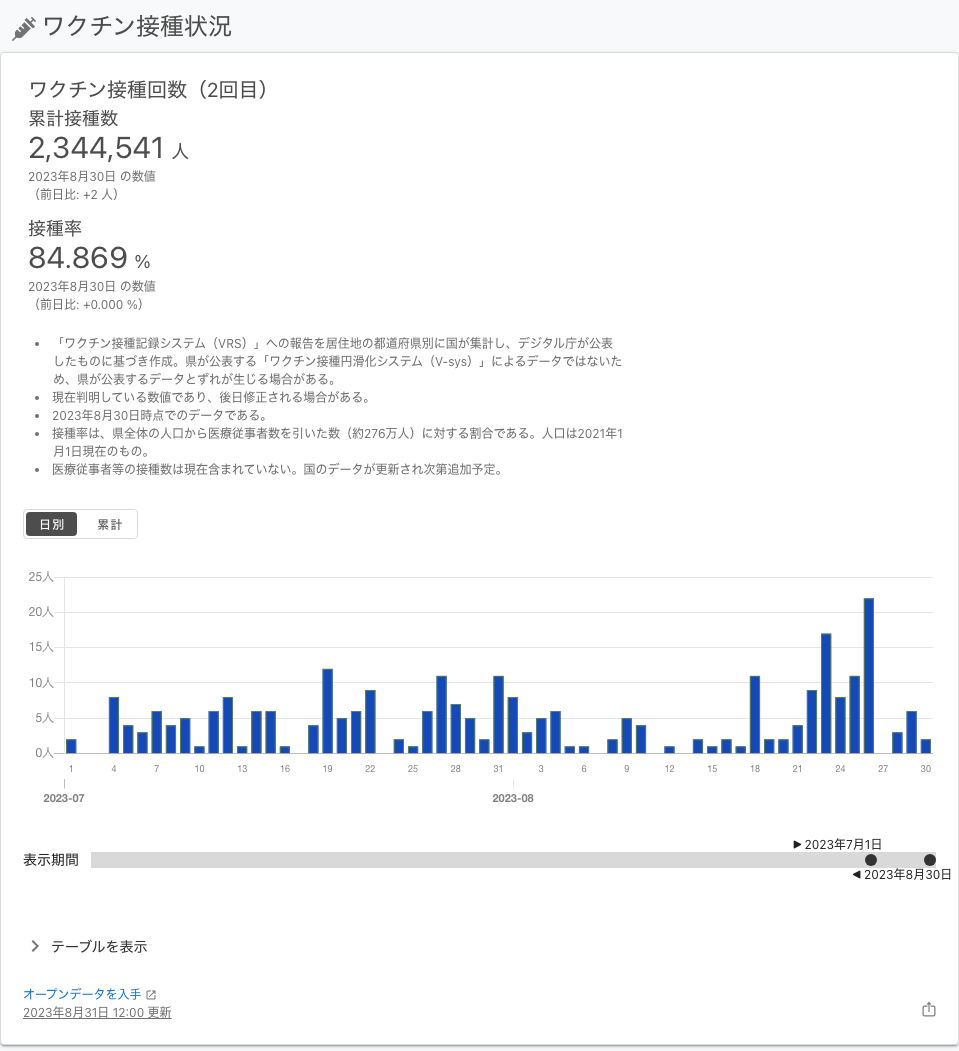 ワクチン接種状況
ワクチン接種回数（2回目）
累計接種数
2,344,541 人
2023年8月30日 の数値
（前日比: +2 人）
接種率
84.869 %
2023年8月30日 の数値
（前日比: +0.000 %）
• 「ワクチン接種記録システム（VRS）」への報告を居住地の都道府県別に国が集計し、デジタル庁が公表
したものに基づき作成。県が公表する「ワクチン接種円滑化システム（V-sys）」によるデータではないた
め、県が公表するデータとずれが生じる場合がある。
• 現在判明している数値であり、後日修正される場合がある。
• 2023年8月30日時点でのデータである。
• 接種率は、県全体の人口から医療従事者数を引いた数（約276万人）に対する割合である。人口は2021年1
月1日現在のもの。
• 医療従事者等の接種数は現在含まれていない。国のデータが更新され次第追加予定。
日別 累計
25人
20人
15人
10人
5人
0人
1 4 7 10 13 16 19 22 25 28 31 3 6 9 12 15 18 21 24 27 30
2023-07 2023-08
2023年7月1日
表示期間
2023年8月30日
テーブルを表示
オープンデータを入手
2023年8月31日 12:00 更新